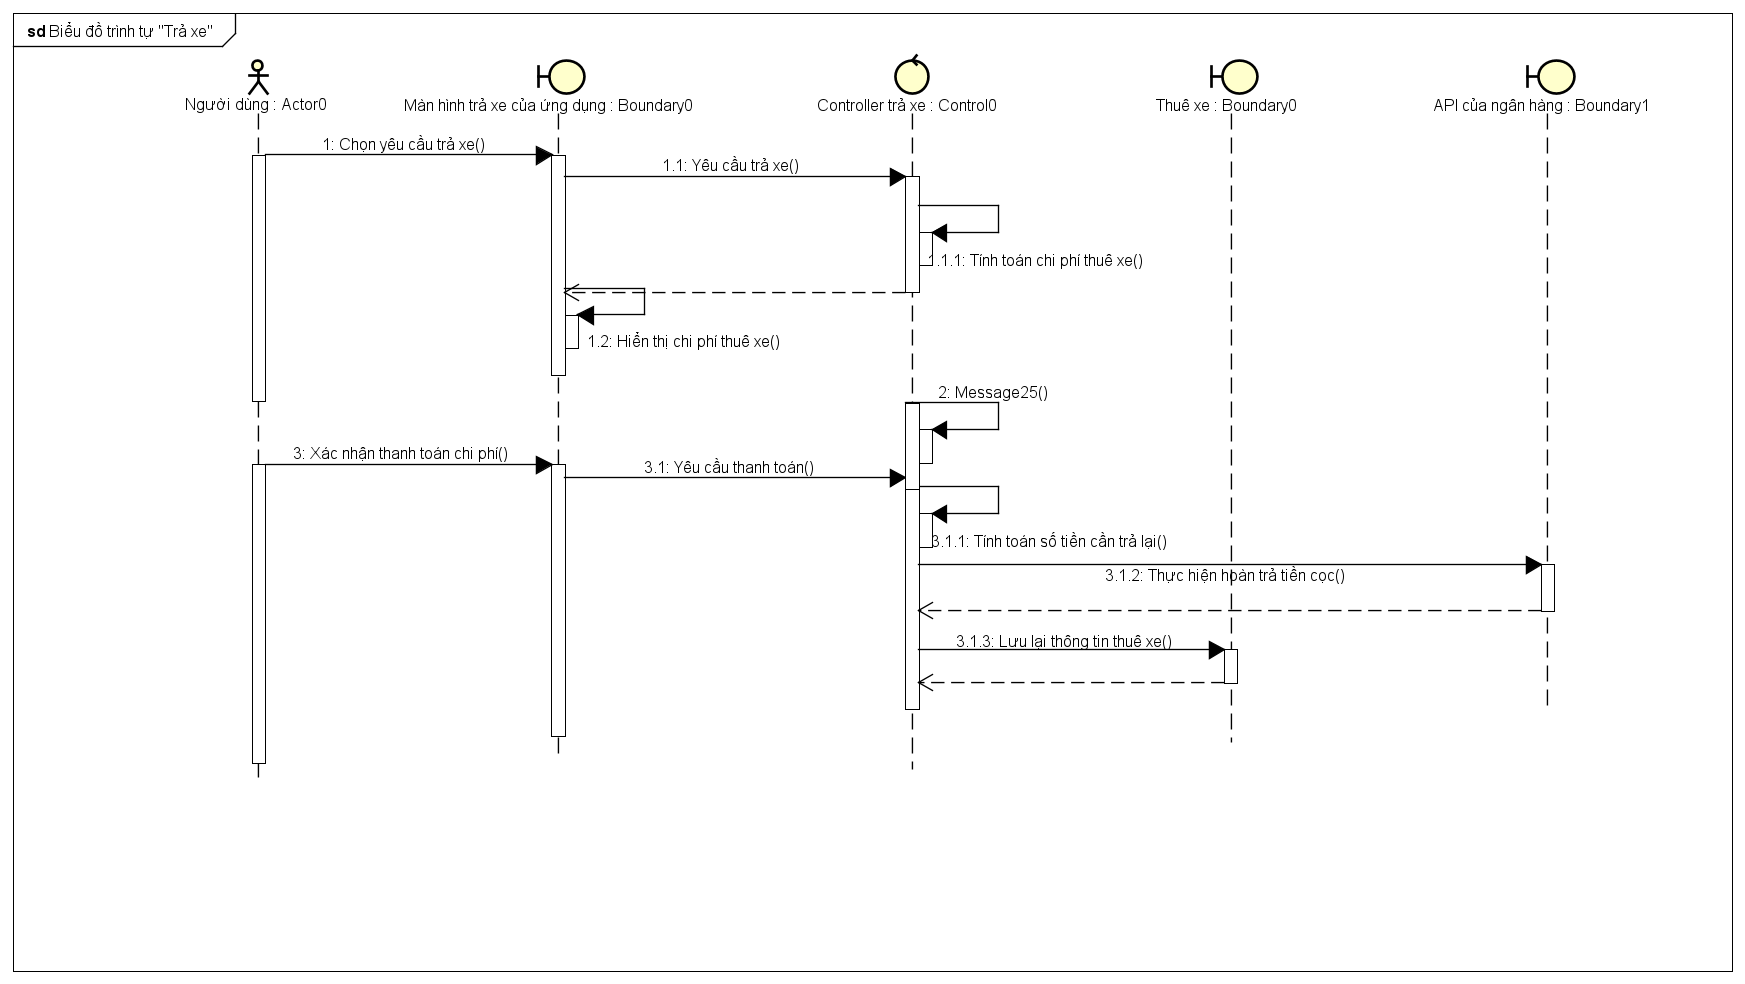 sd Biểu đồ trình tự "Trả xe"
Người dùng : Actor0
Màn hình trả xe của ứng dụng : Boundary0
Controller trả xe : Control0
Thuê xe : Boundary0
API của ngân hàng : Boundary1
1: Chọn yêu cầu trả xe()
1.1: Yêu cầu trả xe()
1.1.1: Tính toán chi phí thuê xe()
1.2: Hiển thị chi phí thuê xe()
2: Message25()
3: Xác nhận thanh toán chi phí()
3.1: Yêu cầu thanh toán()
3.1.1: Tính toán số tiền cần trả lại()
3.1.2: Thực hiện hoàn trả tiền cọc()
3.1.3: Lưu lại thông tin thuê xe()